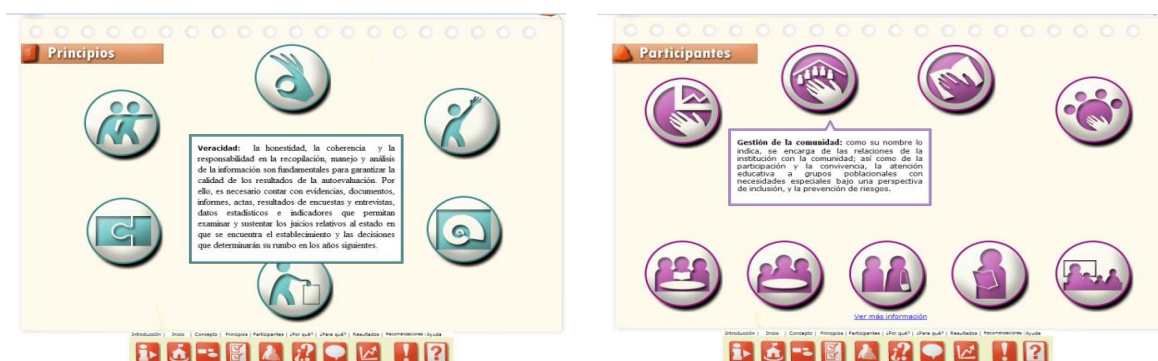 Principios
Veracidad: la honestidad, la coherencia y la
responsabilidad en la recopilación, manejo y análisis
de la información son fundamentales para garantizar la
calidad de los resultados de la autoevaluación. Por
ello, es necesario contar con evidencias, documentos,
informes, actas, resultados de encuestas y entrevistas,
datos estadísticos e indicadores que permitan
examinar y sustentar los juicios relativos al estado en
que se encuentra el establecimiento y las decisiones
que determinarán su rumbo en los años siguientes.
Introducción | Inicio | Concepto | Principios | Participantes | ¿Por qué? | ¿Para qué? | Resultados | Recomendaciones | Ayuda
Participantes
Gestión de la comunidad: como su nombre lo
indica, se encarga de las relaciones de la
institución con la comunidad; así como de la
participación y la convivencia, la atención
educativa a grupos poblacionales con
necesidades especiales bajo una perspectiva
de inclusión, y la prevención de riesgos.
Ver más información
Introducción | Inicio | Concepto | Principios | Participantes | ¿Por qué? | ¿Para qué? | Resultados | Recomendaciones | Ayuda